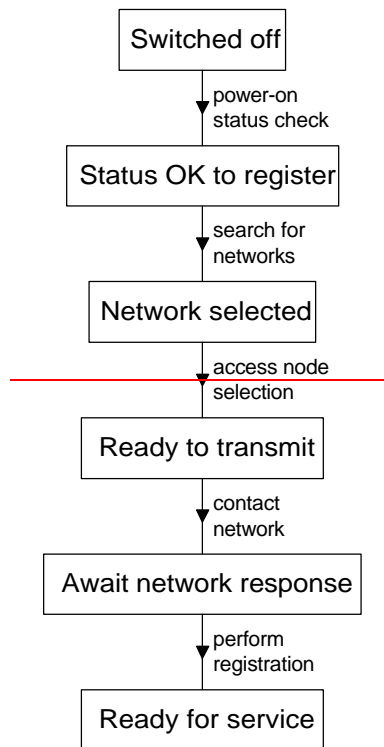 Switched off
power-on
status check
Status OK to register
search for
networks
Network selected
access node
selection
Ready to transmit
contact
network
Await network response
perform
registration
Ready for service